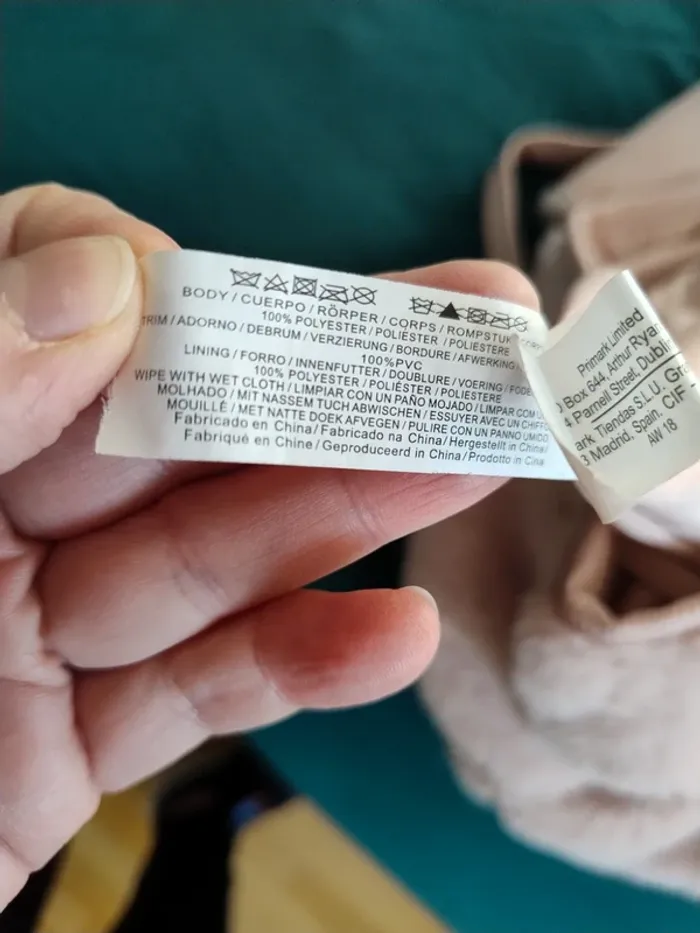 BODY / CUERPO / RÖRPER / CORPS / ROMPSTUK
100% POLYESTER / POLIÉSTER / POLIESTERE
TRIM / ADORNO / DEBRUM / VERZIERUNG / BORDURE / AFWERKING
100% PVC
LINING / FORRO / INNENFUTTER / DOUBLURE / VOERING /
100% POLYESTER / POLIÉSTER / POLIESTERE
WIPE WITH WET CLOTH / LIMPIAR CON UN PAÑO MOJADO / LIMPAR COM
MOLHADO / MIT NASSEM TUCH ABWISCHEN / ESSUYER AVEC UN
MOUILLÉ / MET NATTE DOEK AFVEGEN / PULIRE CON UN PANNO UMIDO
Fabricado en China / Fabricado na China / Hergestellt in China /
Fabriqué en Chine / Geproduceerd in China / Prodotto in Cina
Primark Limited
Box 644, Arthur Ryan
Parnell Street, Dublin
ark Tiendas S.L.U. Gr
3 Madrid, Spain. CIF
AW 18